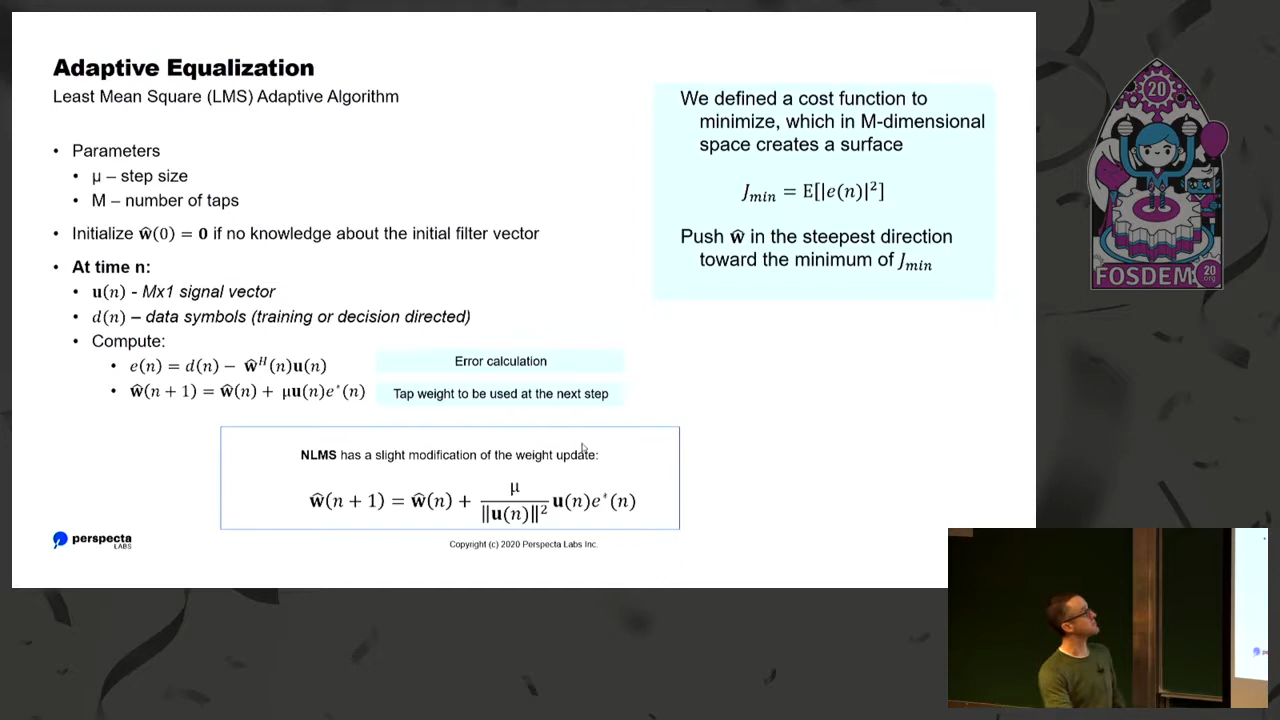 Adaptive Equalization
Least Mean Square (LMS) Adaptive Algorithm
• Parameters
• μ – step size
• M – number of taps
• Initialize ŵ(0) = 0 if no knowledge about the initial filter vector
• At time n:
• u(n) - Mx1 signal vector
• d(n) – data symbols (training or decision directed)
• Compute:
• e(n) = d(n) − ŵᴴ(n)u(n)
Error calculation
• ŵ(n + 1) = ŵ(n) + μu(n)e*(n)
Tap weight to be used at the next step
NLMS has a slight modification of the weight update:
ŵ(n + 1) = ŵ(n) + μ/‖u(n)‖² u(n)e*(n)
We defined a cost function to
minimize, which in M-dimensional
space creates a surface
Jmin = E[|e(n)|²]
Push ŵ in the steepest direction
toward the minimum of Jmin
perspecta
LABS
Copyright (c) 2020 Perspecta Labs Inc.
20
FOSDEM
20
.org